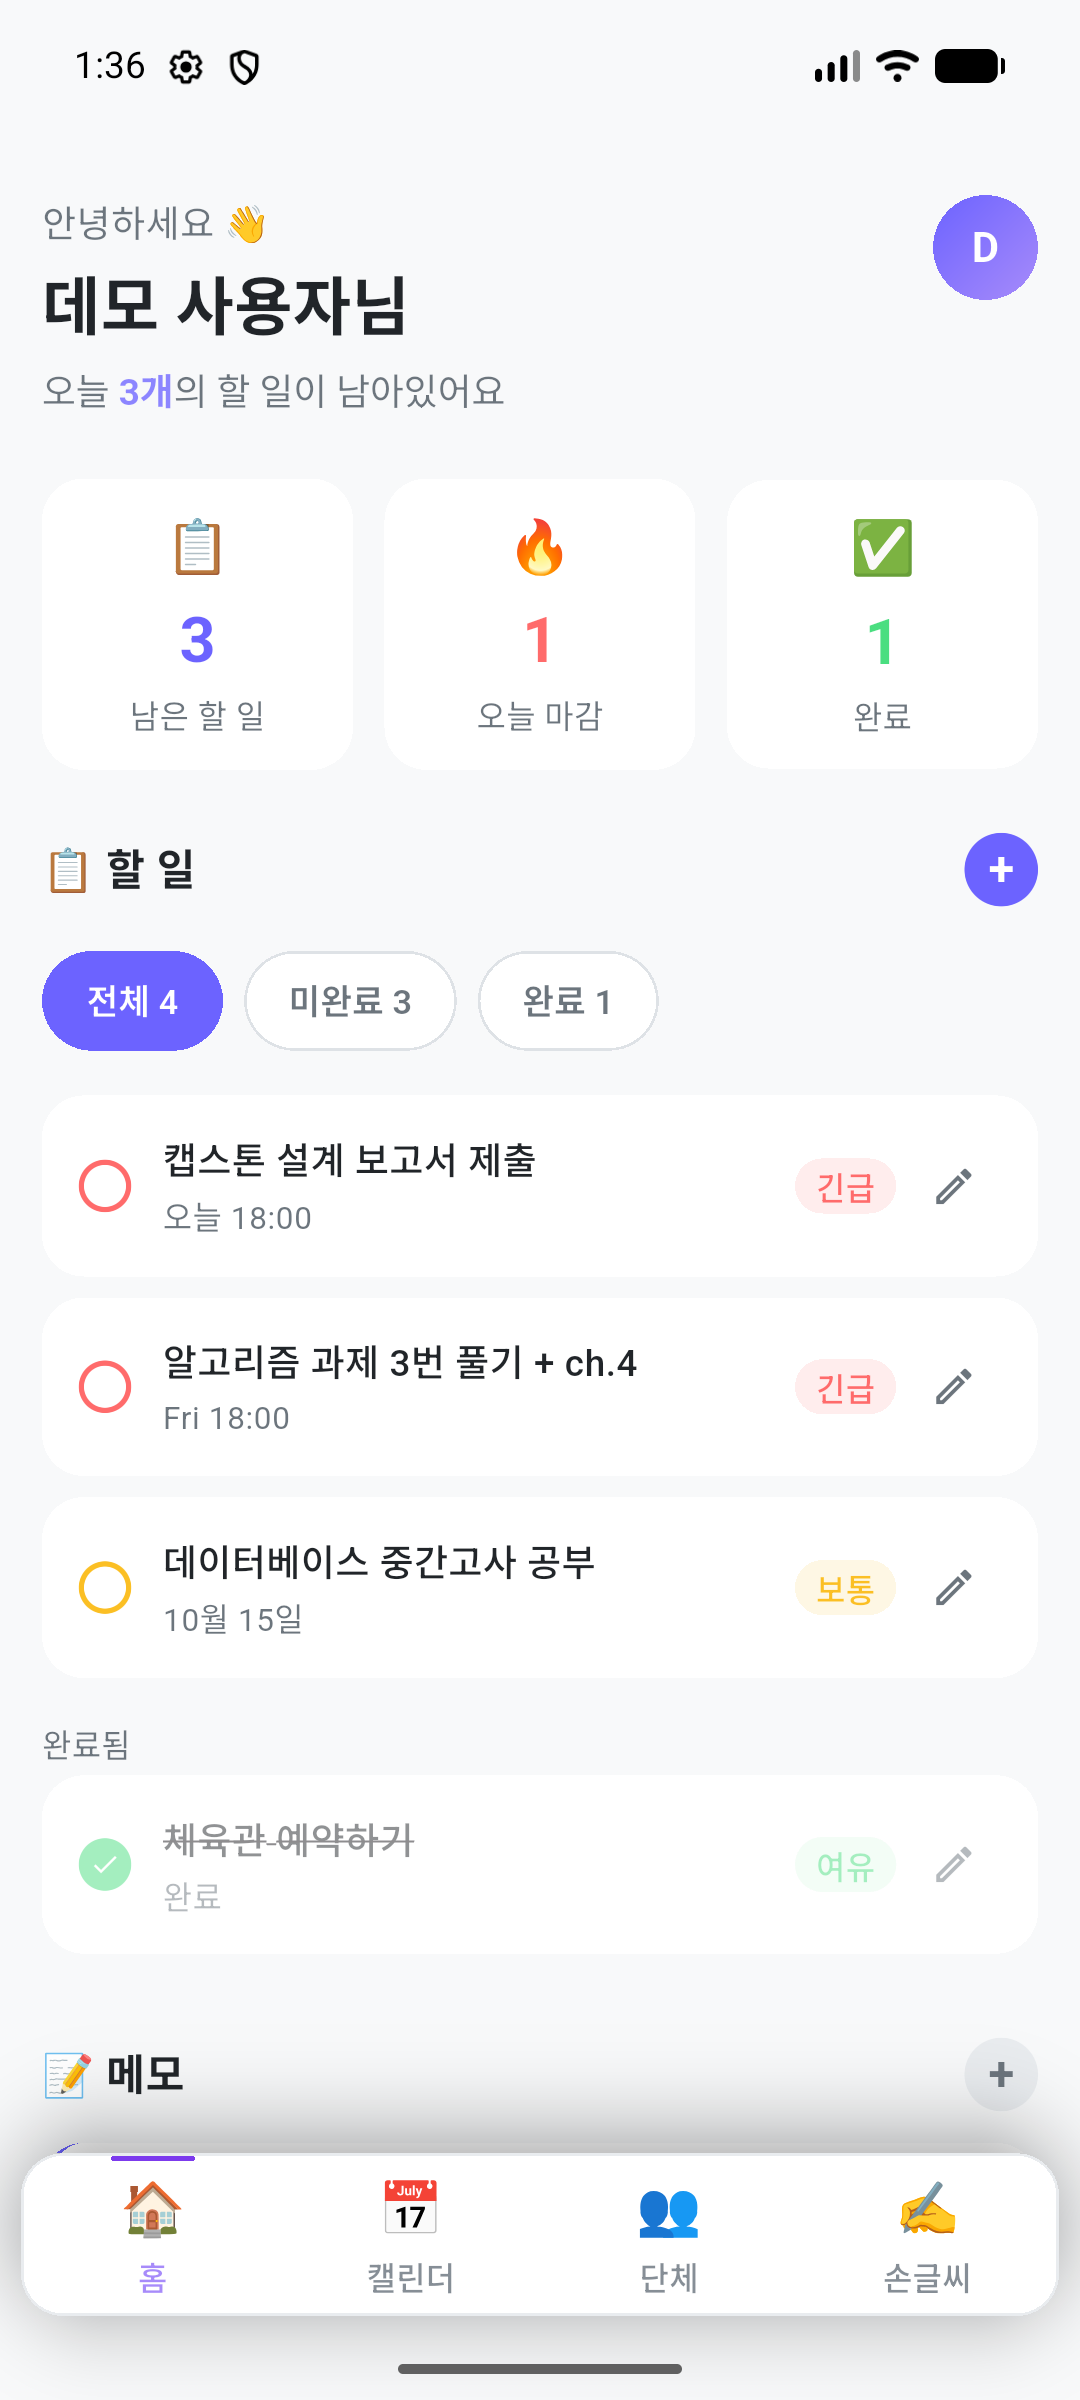 1:36
안녕하세요 👋
D
데모 사용자님
오늘 3개의 할 일이 남아있어요
3
남은 할 일
1
오늘 마감
1
완료
할 일
+
전체 4
미완료 3
완료 1
캡스톤 설계 보고서 제출
오늘 18:00
긴급
알고리즘 과제 3번 풀기 + ch.4
Fri 18:00
긴급
데이터베이스 중간고사 공부
10월 15일
보통
완료됨
체육관 예약하기
완료
여유
메모
+
July
17
홈
캘린더
단체
손글씨